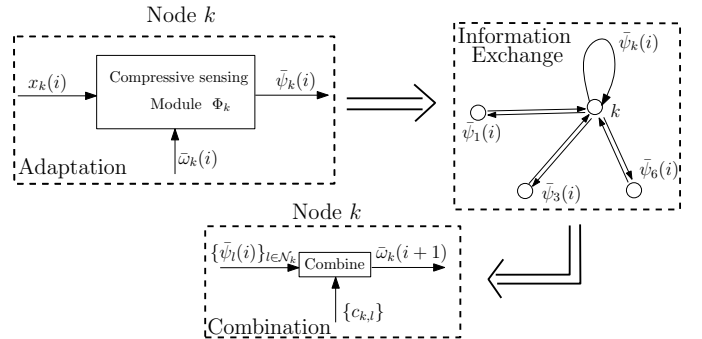 Node k
x_k(i)
Compressive sensing
Module Φ_k
ψ̄_k(i)
ω̄_k(i)
Adaptation
Information
Exchange
ψ̄_k(i)
k
ψ̄_1(i)
ψ̄_3(i)
ψ̄_6(i)
Node k
{ψ̄_l(i)}_{l∈𝒩_k}
Combine
ω̄_k(i+1)
{c_{k,l}}
Combination